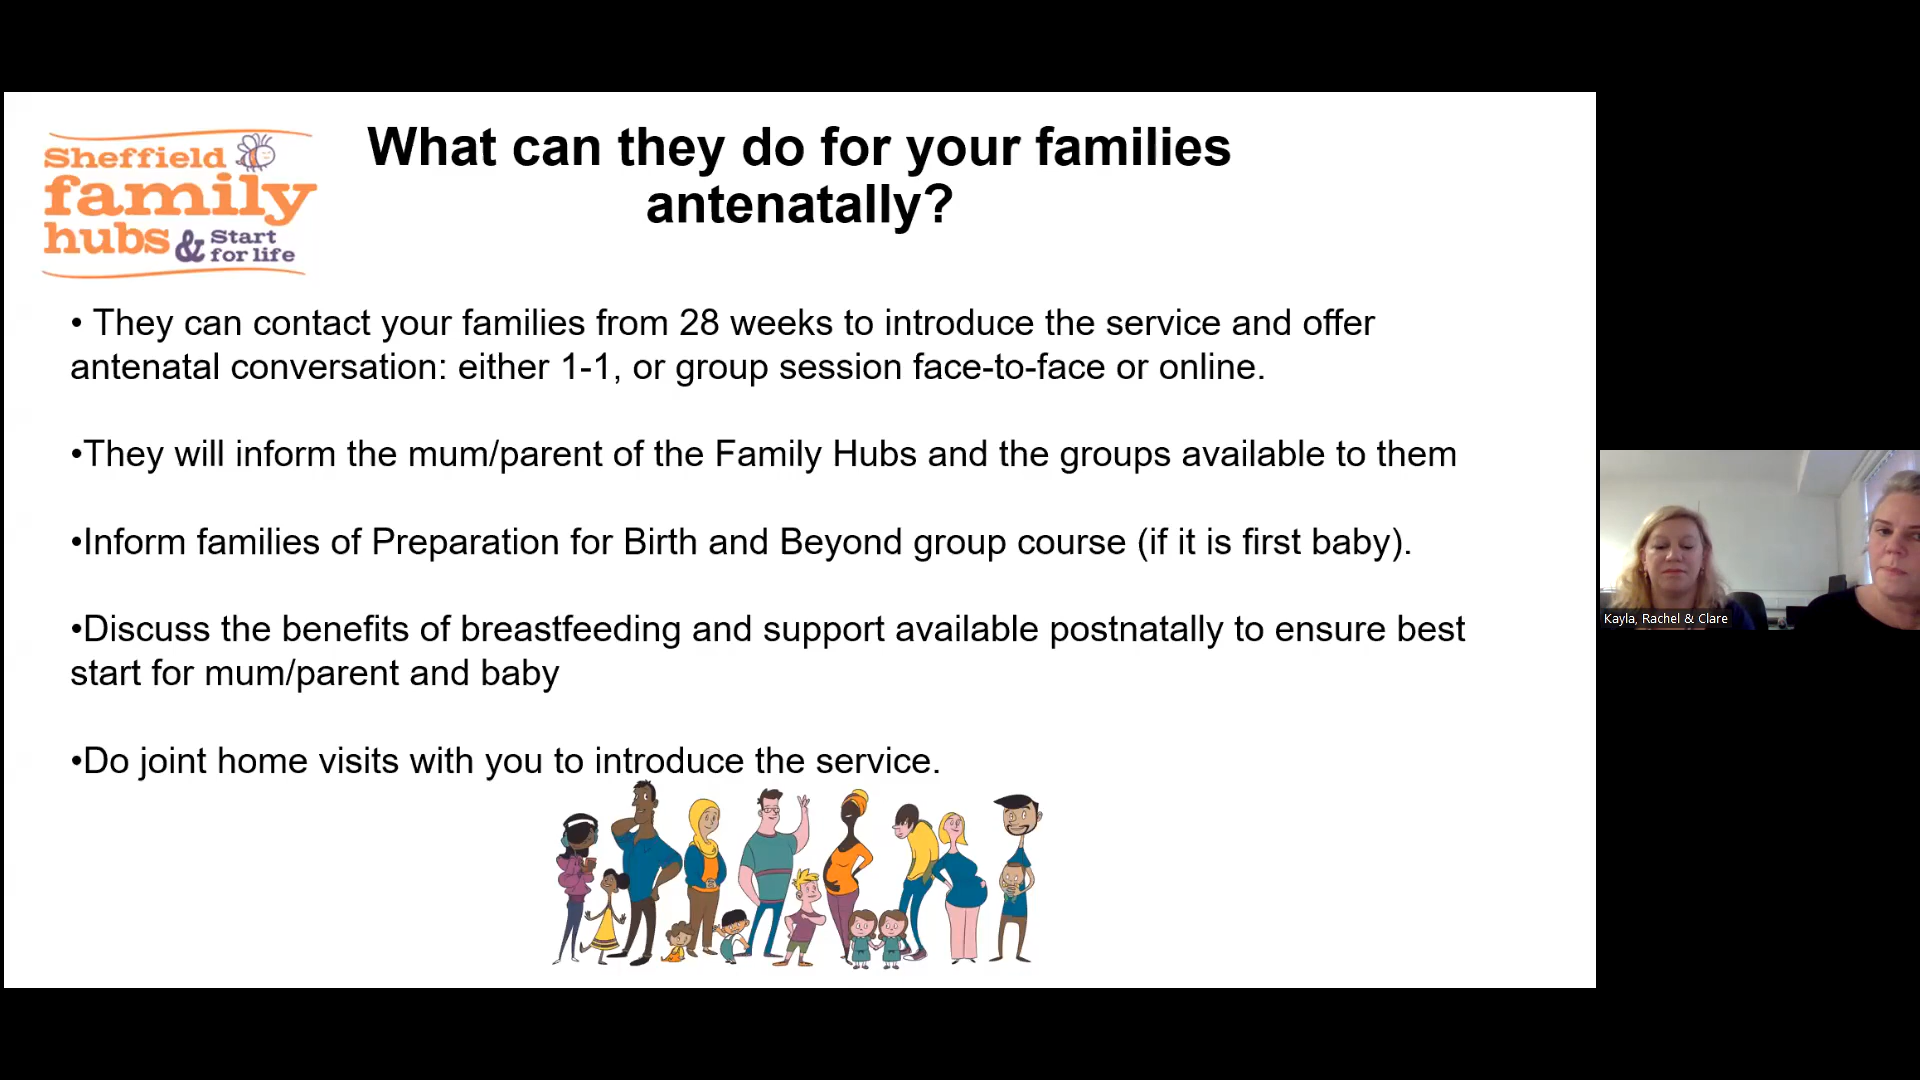 Sheffield
family
hubs & Start
for life
What can they do for your families
antenatally?
• They can contact your families from 28 weeks to introduce the service and offer
antenatal conversation: either 1-1, or group session face-to-face or online.
•They will inform the mum/parent of the Family Hubs and the groups available to them
•Inform families of Preparation for Birth and Beyond group course (if it is first baby).
•Discuss the benefits of breastfeeding and support available postnatally to ensure best
start for mum/parent and baby
•Do joint home visits with you to introduce the service.
Kayla, Rachel & Clare